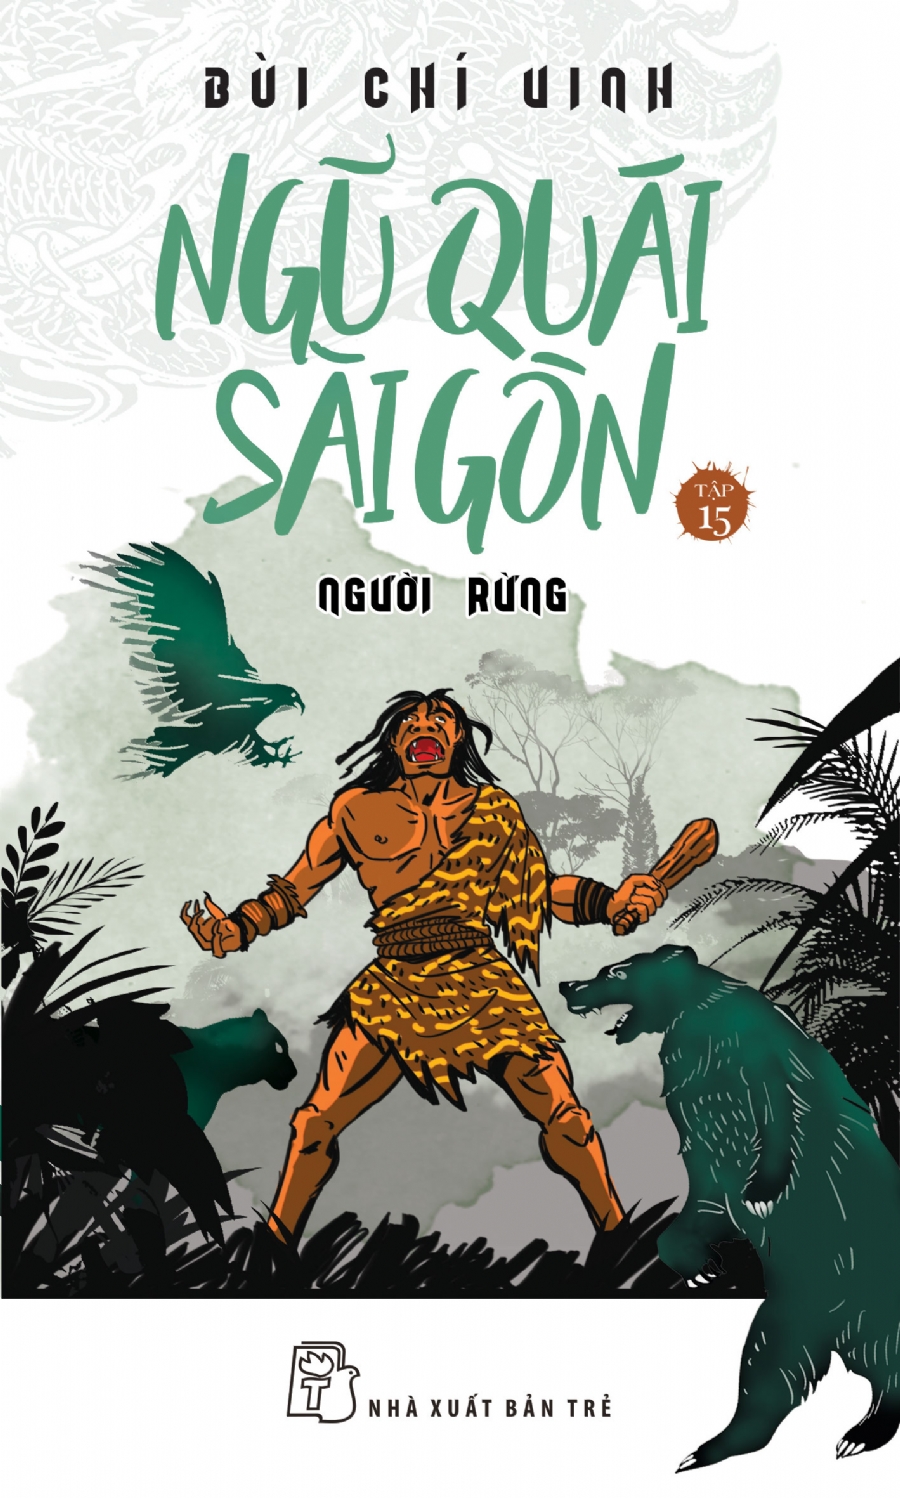 BÙI CHÍ VINH
NGŨ QUÁI
SÀI GÒN
TẬP
15
NGƯỜI RỪNG
T
NHÀ XUẤT BẢN TRẺ